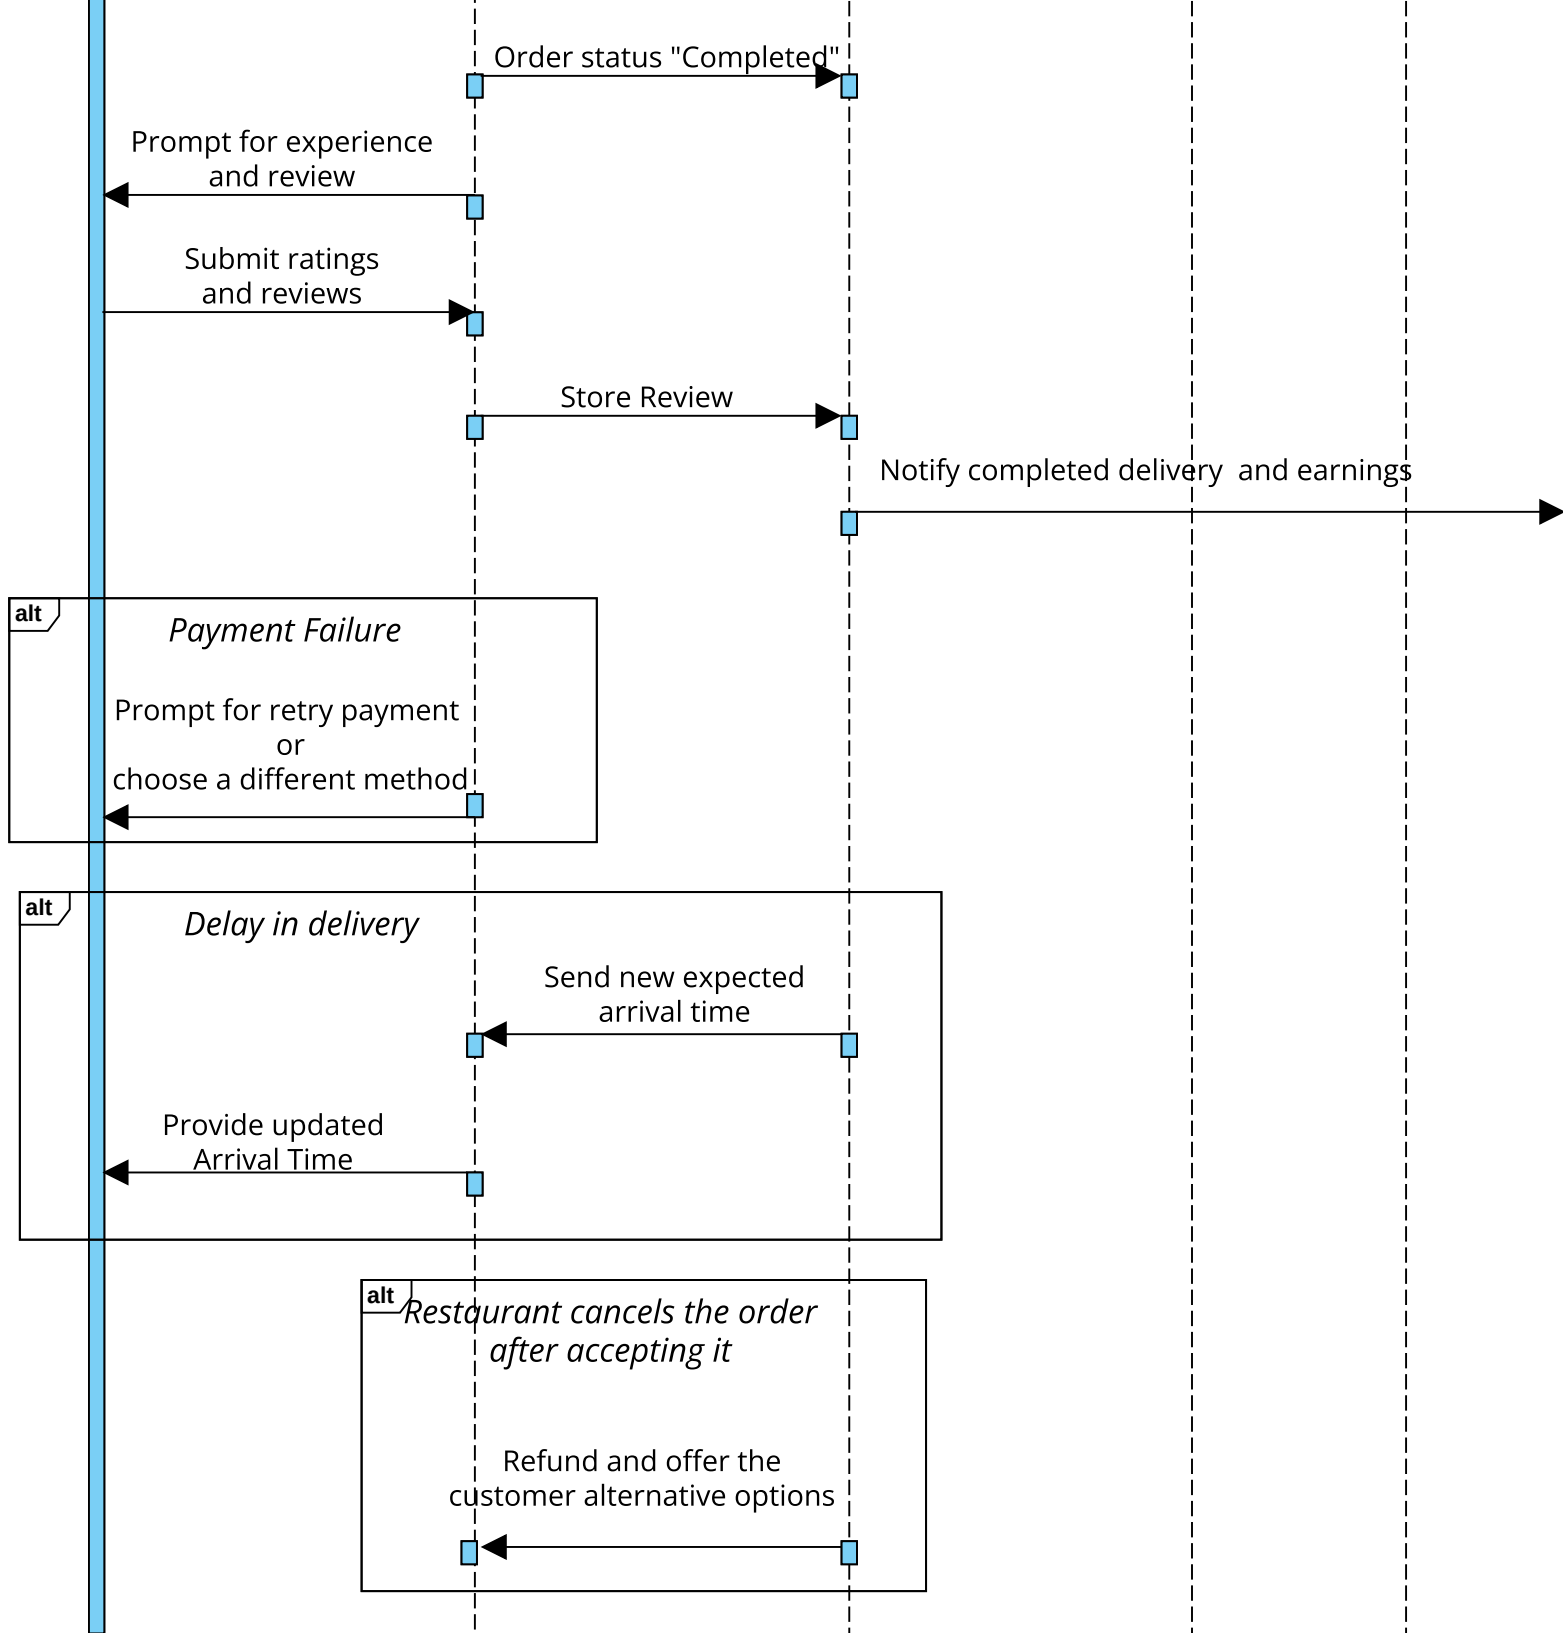 Order status "Completed"
Prompt for experience
and review
Submit ratings
and reviews
Store Review
Notify completed delivery  and earnings
alt
Payment Failure
Prompt for retry payment
or
choose a different method
alt
Delay in delivery
Send new expected
arrival time
Provide updated
Arrival Time
alt
Restaurant cancels the order
after accepting it
Refund and offer the
customer alternative options